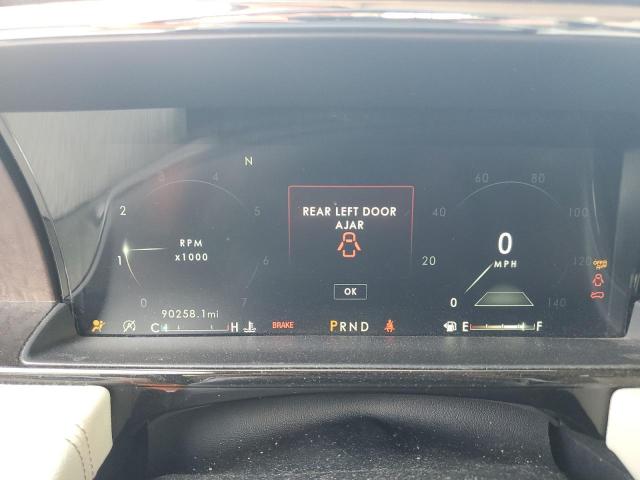 N
3 4
2 5
RPM
1 x1000 6
0 7
90258.1mi
C H
BRAKE
REAR LEFT DOOR
AJAR
OK
PRND
60 80
40 100
0
20 MPH 120
0 140
E F